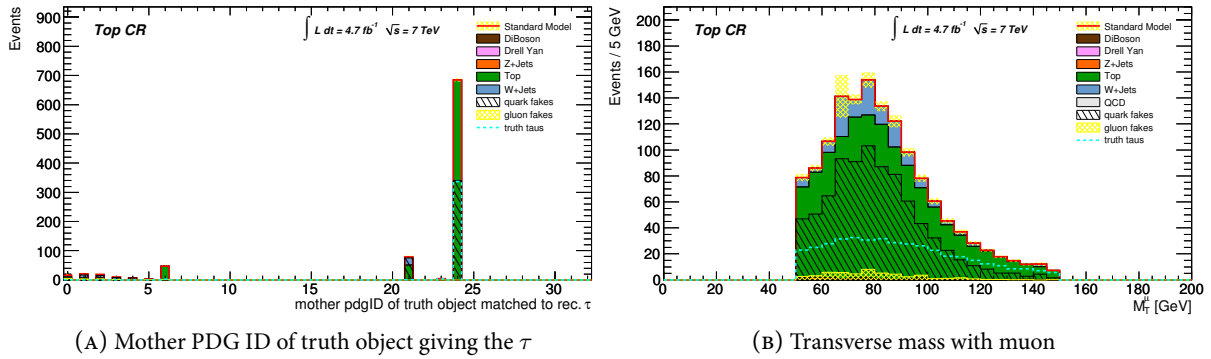 Events
900
800
700
600
500
400
300
200
100
0
0 5 10 15 20 25 30
Top CR
∫ L dt = 4.7 fb⁻¹ √s = 7 TeV
Standard Model
DiBoson
Drell Yan
Z+Jets
Top
W+Jets
quark fakes
gluon fakes
truth taus
mother pdgID of truth object matched to rec. τ
(A) Mother PDG ID of truth object giving the τ
Events / 5 GeV
200
180
160
140
120
100
80
60
40
20
0
0 20 40 60 80 100 120 140 160 180 200
Top CR
∫ L dt = 4.7 fb⁻¹ √s = 7 TeV
Standard Model
DiBoson
Drell Yan
Z+Jets
Top
W+Jets
QCD
quark fakes
gluon fakes
truth taus
M_T^μ [GeV]
(B) Transverse mass with muon